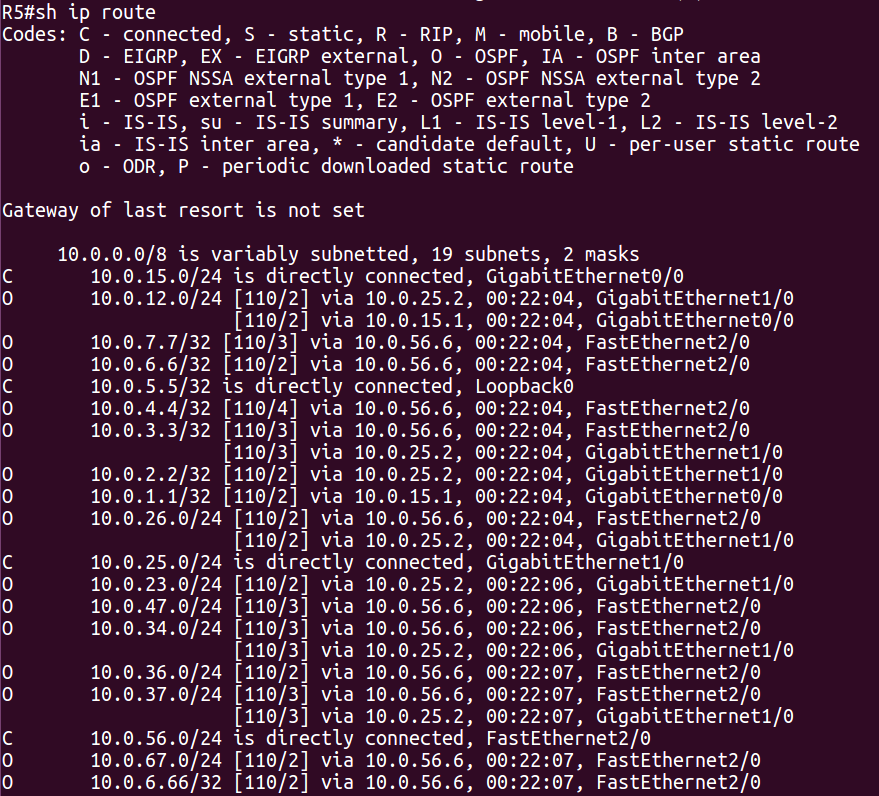 R5#sh ip route
Codes: C - connected, S - static, R - RIP, M - mobile, B - BGP
       D - EIGRP, EX - EIGRP external, O - OSPF, IA - OSPF inter area
       N1 - OSPF NSSA external type 1, N2 - OSPF NSSA external type 2
       E1 - OSPF external type 1, E2 - OSPF external type 2
       i - IS-IS, su - IS-IS summary, L1 - IS-IS level-1, L2 - IS-IS level-2
       ia - IS-IS inter area, * - candidate default, U - per-user static route
       o - ODR, P - periodic downloaded static route

Gateway of last resort is not set

     10.0.0.0/8 is variably subnetted, 19 subnets, 2 masks
C       10.0.15.0/24 is directly connected, GigabitEthernet0/0
O       10.0.12.0/24 [110/2] via 10.0.25.2, 00:22:04, GigabitEthernet1/0
                     [110/2] via 10.0.15.1, 00:22:04, GigabitEthernet0/0
O       10.0.7.7/32 [110/3] via 10.0.56.6, 00:22:04, FastEthernet2/0
O       10.0.6.6/32 [110/2] via 10.0.56.6, 00:22:04, FastEthernet2/0
C       10.0.5.5/32 is directly connected, Loopback0
O       10.0.4.4/32 [110/4] via 10.0.56.6, 00:22:04, FastEthernet2/0
O       10.0.3.3/32 [110/3] via 10.0.56.6, 00:22:04, FastEthernet2/0
                    [110/3] via 10.0.25.2, 00:22:04, GigabitEthernet1/0
O       10.0.2.2/32 [110/2] via 10.0.25.2, 00:22:04, GigabitEthernet1/0
O       10.0.1.1/32 [110/2] via 10.0.15.1, 00:22:04, GigabitEthernet0/0
O       10.0.26.0/24 [110/2] via 10.0.56.6, 00:22:04, FastEthernet2/0
                     [110/2] via 10.0.25.2, 00:22:04, GigabitEthernet1/0
C       10.0.25.0/24 is directly connected, GigabitEthernet1/0
O       10.0.23.0/24 [110/2] via 10.0.25.2, 00:22:06, GigabitEthernet1/0
O       10.0.47.0/24 [110/3] via 10.0.56.6, 00:22:06, FastEthernet2/0
O       10.0.34.0/24 [110/3] via 10.0.56.6, 00:22:06, FastEthernet2/0
                     [110/3] via 10.0.25.2, 00:22:06, GigabitEthernet1/0
O       10.0.36.0/24 [110/2] via 10.0.56.6, 00:22:07, FastEthernet2/0
O       10.0.37.0/24 [110/3] via 10.0.56.6, 00:22:07, FastEthernet2/0
                     [110/3] via 10.0.25.2, 00:22:07, GigabitEthernet1/0
C       10.0.56.0/24 is directly connected, FastEthernet2/0
O       10.0.67.0/24 [110/2] via 10.0.56.6, 00:22:07, FastEthernet2/0
O       10.0.6.66/32 [110/2] via 10.0.56.6, 00:22:07, FastEthernet2/0